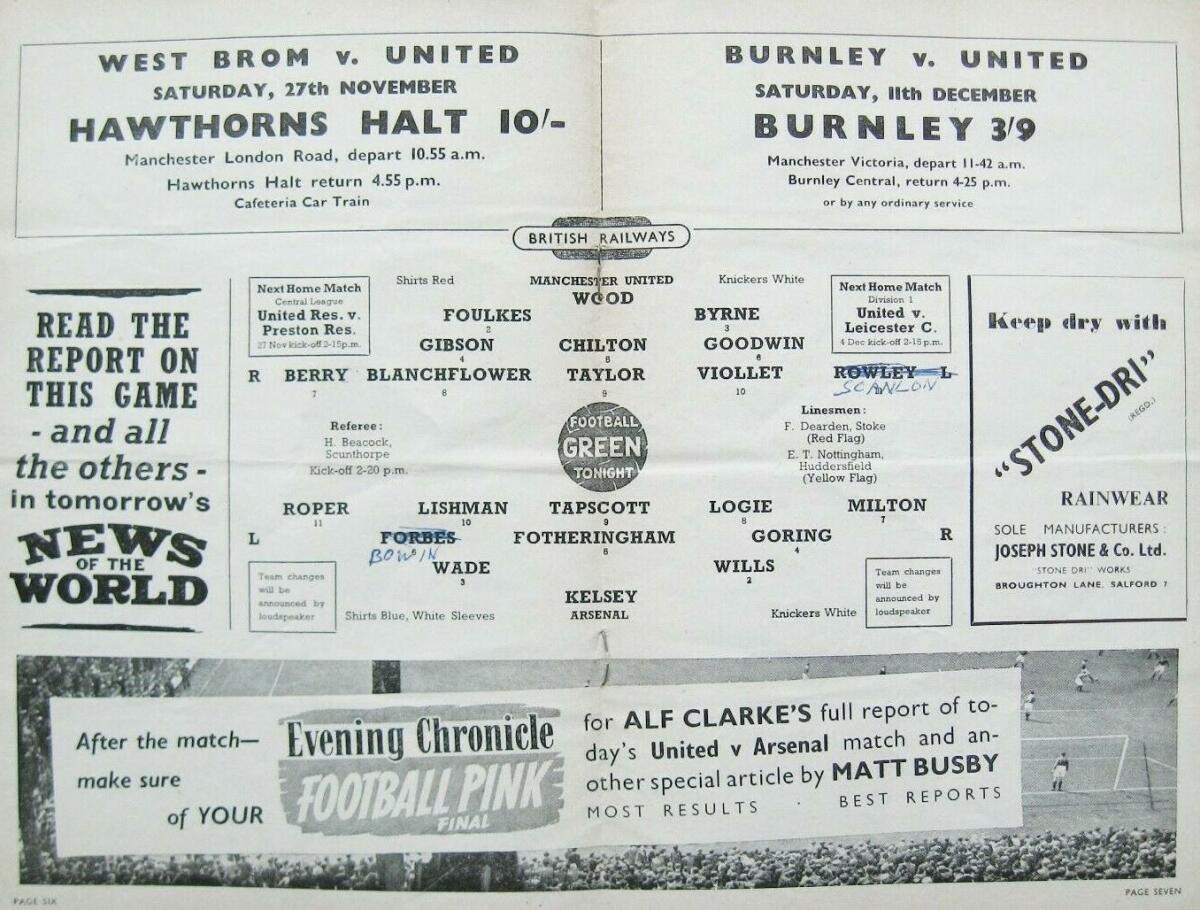 WEST BROM v. UNITED
SATURDAY, 27th NOVEMBER
HAWTHORNS HALT 10/-
Manchester London Road, depart 10.55 a.m.
Hawthorns Halt return 4.55 p.m.
Cafeteria Car Train
BURNLEY v. UNITED
SATURDAY, 11th DECEMBER
BURNLEY 3/9
Manchester Victoria, depart 11-42 a.m.
Burnley Central, return 4-25 p.m.
or by any ordinary service
BRITISH RAILWAYS
READ THE
REPORT ON
THIS GAME
- and all
the others -
in tomorrow's
NEWS
OF THE
WORLD
Next Home Match
Central League
United Res. v.
Preston Res.
27 Nov kick-off 2-15p.m.
Shirts Red
MANCHESTER UNITED
Knickers White
Next Home Match
Division 1
United v.
Leicester C.
4 Dec kick-off 2-15 p.m.
WOOD
FOULKES BYRNE
2 3
GIBSON CHILTON GOODWIN
4 5 6
R BERRY BLANCHFLOWER TAYLOR VIOLLET ROWLEY L
7 8 9 10
SCANLON
Referee:
H. Beacock,
Scunthorpe
Kick-off 2-20 p.m.
FOOTBALL
GREEN
TONIGHT
Linesmen:
F. Dearden, Stoke
(Red Flag)
E. T. Nottingham,
Huddersfield
(Yellow Flag)
ROPER LISHMAN TAPSCOTT LOGIE MILTON
11 10 9 8 7
L FORBES FOTHERINGHAM GORING R
6 5 4
BOWIN
WADE WILLS
3 2
KELSEY
ARSENAL
Team changes
will be
announced by
loudspeaker
Shirts Blue, White Sleeves
Knickers White
Team changes
will be
announced by
loudspeaker
Keep dry with
"STONE-DRI"
(REGD.)
RAINWEAR
SOLE MANUFACTURERS:
JOSEPH STONE & Co. Ltd.
"STONE DRI" WORKS
BROUGHTON LANE, SALFORD 7
After the match—
make sure
of YOUR
Evening Chronicle
FOOTBALL PINK
FINAL
for ALF CLARKE'S full report of to-
day's United v Arsenal match and an-
other special article by MATT BUSBY
MOST RESULTS · BEST REPORTS
PAGE SIX
PAGE SEVEN